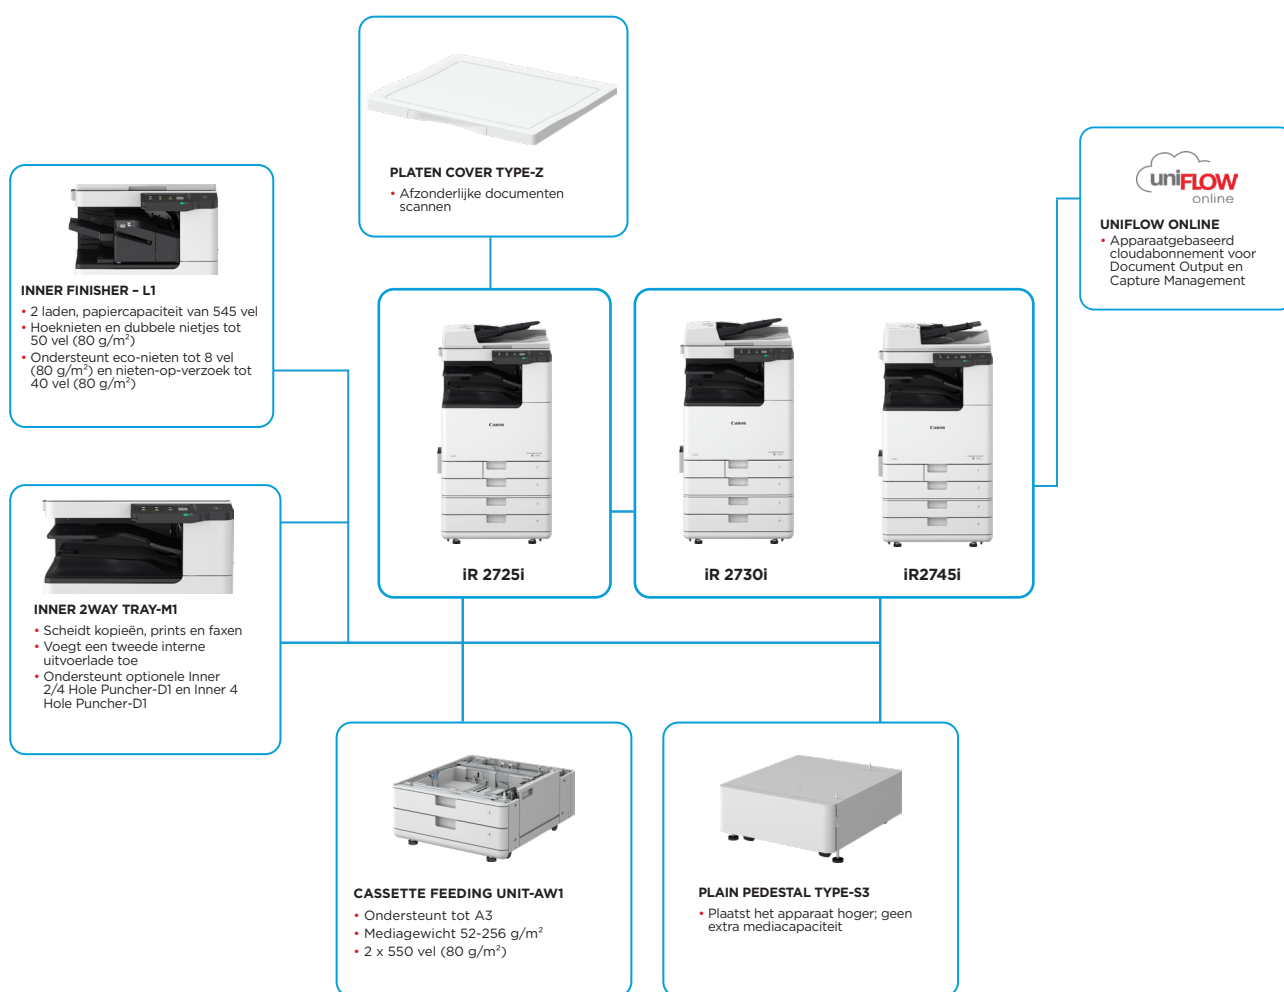 PLATEN COVER TYPE-Z
• Afzonderlijke documenten
scannen
uniFLOW
online
UNIFLOW ONLINE
• Apparaatgebaseerd
cloudabonnement voor
Document Output en
Capture Management
INNER FINISHER – L1
• 2 laden, papiercapaciteit van 545 vel
• Hoeknieten en dubbele nietjes tot
50 vel (80 g/m²)
• Ondersteunt eco-nieten tot 8 vel
(80 g/m²) en nieten-op-verzoek tot
40 vel (80 g/m²)
Canon
Canon
Canon
iR 2725i
iR 2730i
iR2745i
INNER 2WAY TRAY-M1
• Scheidt kopieën, prints en faxen
• Voegt een tweede interne
uitvoerlade toe
• Ondersteunt optionele Inner
2/4 Hole Puncher-D1 en Inner 4
Hole Puncher-D1
CASSETTE FEEDING UNIT-AW1
• Ondersteunt tot A3
• Mediagewicht 52-256 g/m²
• 2 x 550 vel (80 g/m²)
PLAIN PEDESTAL TYPE-S3
• Plaatst het apparaat hoger; geen
extra mediacapaciteit